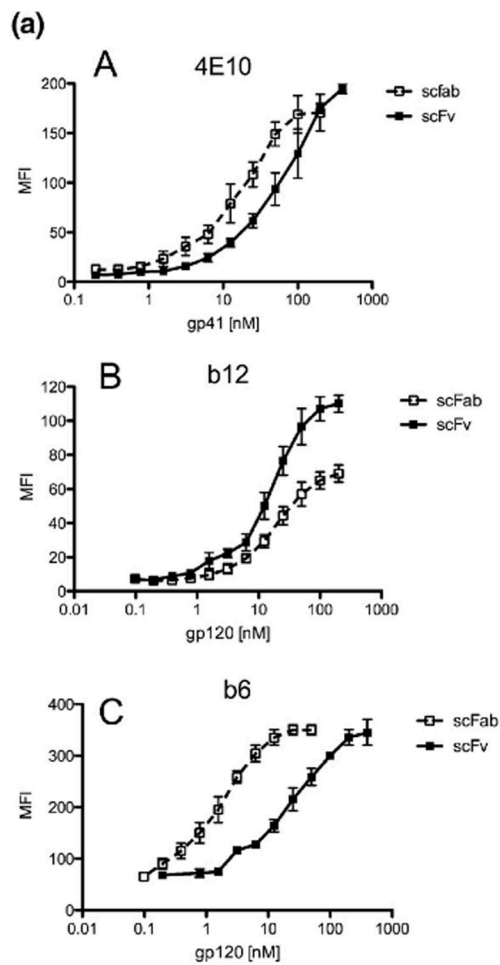 (a)
A
4E10
200
150
100
50
0
MFI
0.1 1 10 100 1000
gp41 [nM]
scfab
scFv
B
b12
120
100
80
60
40
20
0
MFI
0.01 0.1 1 10 100 1000
gp120 [nM]
scFab
scFv
C
b6
400
300
200
100
0
MFI
0.01 0.1 1 10 100 1000
gp120 [nM]
scFab
scFv